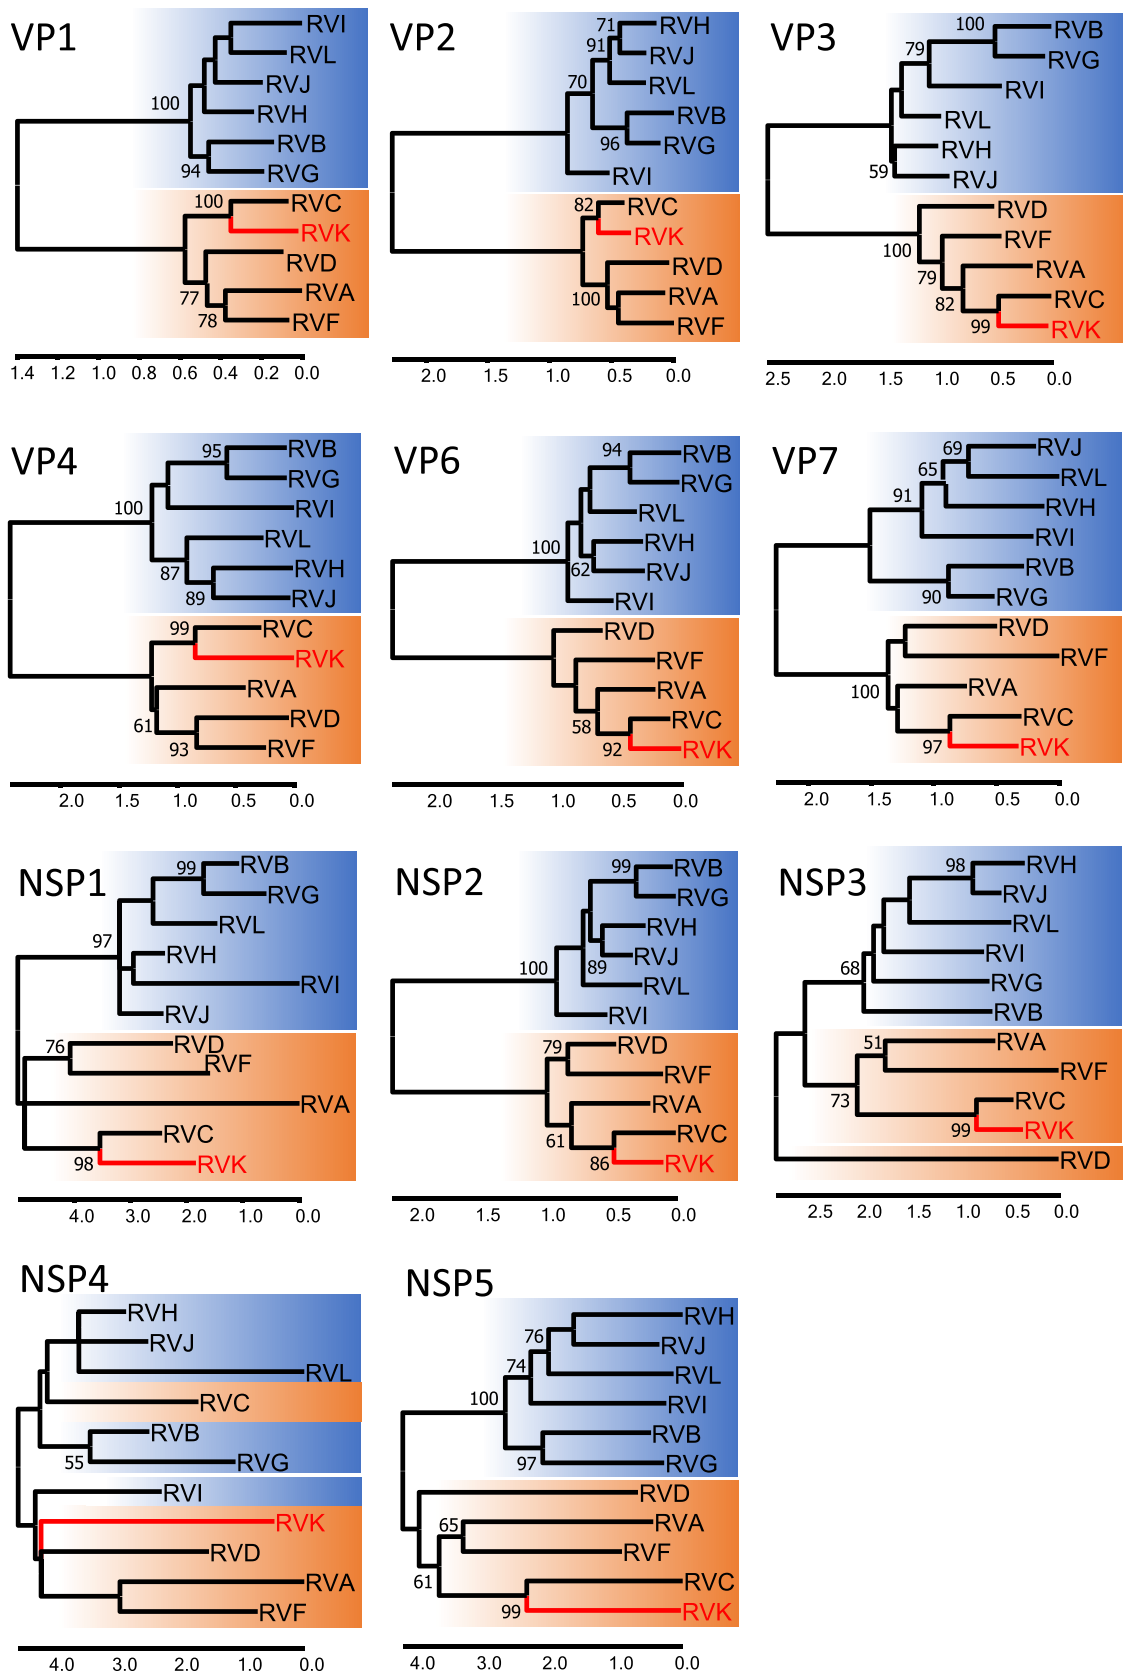 VP1
RVI
RVL
RVJ
100
RVH
RVB
94
RVG
100
RVC
RVK
RVD
77
RVA
78
RVF
1.4 1.2 1.0 0.8 0.6 0.4 0.2 0.0
VP2
71
RVH
91
RVJ
70
RVL
RVB
96
RVG
RVI
82
RVC
RVK
RVD
100
RVA
RVF
2.0 1.5 1.0 0.5 0.0
VP3
100
RVB
79
RVG
RVI
RVL
RVH
59
RVJ
RVD
100
RVF
79
RVA
82
RVC
99
RVK
2.5 2.0 1.5 1.0 0.5 0.0
VP4
95
RVB
RVG
100
RVI
RVL
87
RVH
89
RVJ
99
RVC
RVK
RVA
61
RVD
93
RVF
2.0 1.5 1.0 0.5 0.0
VP6
94
RVB
RVG
RVL
100
RVH
62
RVJ
RVI
RVD
RVF
RVA
58
RVC
92
RVK
2.0 1.5 1.0 0.5 0.0
VP7
69
RVJ
65
RVL
91
RVH
RVI
RVB
90
RVG
RVD
RVF
100
RVA
RVC
97
RVK
2.0 1.5 1.0 0.5 0.0
NSP1
99
RVB
RVG
RVL
97
RVH
RVI
RVJ
76
RVD
RVF
RVA
RVC
98
RVK
4.0 3.0 2.0 1.0 0.0
NSP2
99
RVB
RVG
RVH
RVJ
100
89
RVL
RVI
79
RVD
RVF
RVA
61
RVC
86
RVK
2.0 1.5 1.0 0.5 0.0
NSP3
98
RVH
RVJ
RVL
RVI
68
RVG
RVB
51
RVA
RVF
73
RVC
99
RVK
RVD
2.5 2.0 1.5 1.0 0.5 0.0
NSP4
RVH
RVJ
RVL
RVC
RVB
55
RVG
RVI
RVK
RVD
RVA
RVF
4.0 3.0 2.0 1.0 0.0
NSP5
RVH
76
RVJ
74
RVL
100
RVI
RVB
97
RVG
RVD
65
RVA
RVF
61
RVC
99
RVK
4.0 3.0 2.0 1.0 0.0